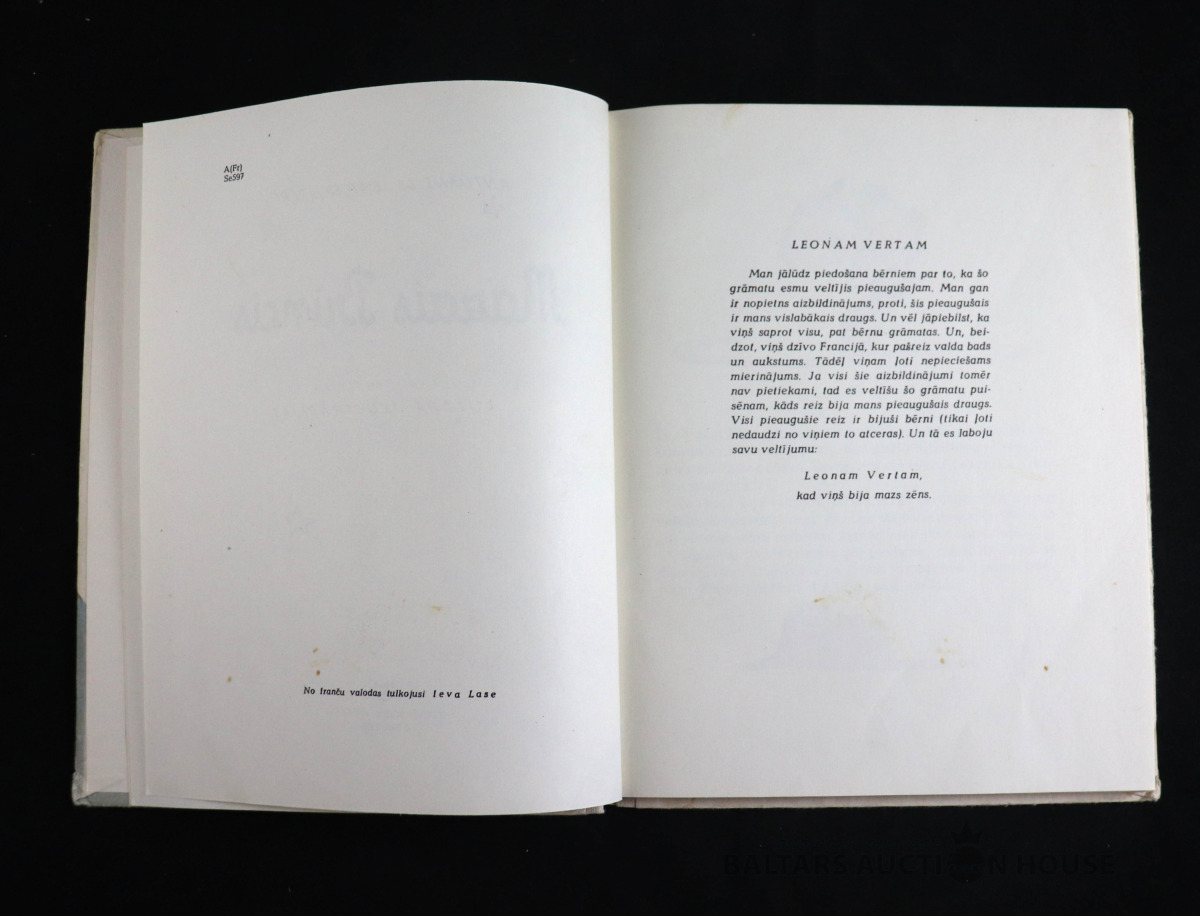 A(Fr)
Se597
No franču valodas tulkojusi Ieva Lase
LEONAM VERTAM
Man jālūdz piedošana bērniem par to, ka šo
grāmatu esmu veltījis pieaugušajam. Man gan
ir nopietns aizbildinājums, proti, šis pieaugušais
ir mans vislabākais draugs. Un vēl jāpiebilst, ka
viņš saprot visu, pat bērnu grāmatas. Un, bei-
dzot, viņš dzīvo Francijā, kur pašreiz valda bads
un aukstums. Tādēļ viņam ļoti nepieciešams
mierinājums. Ja visi šie aizbildinājumi tomēr
nav pietiekami, tad es veltīšu šo grāmatu pui-
sēnam, kāds reiz bija mans pieaugušais draugs.
Visi pieaugušie reiz ir bijuši bērni (tikai ļoti
nedaudzi no viņiem to atceras). Un tā es laboju
savu veltījumu:
Leonam Vertam,
kad viņš bija mazs zēns.
BALTARS AUCTION HOUSE